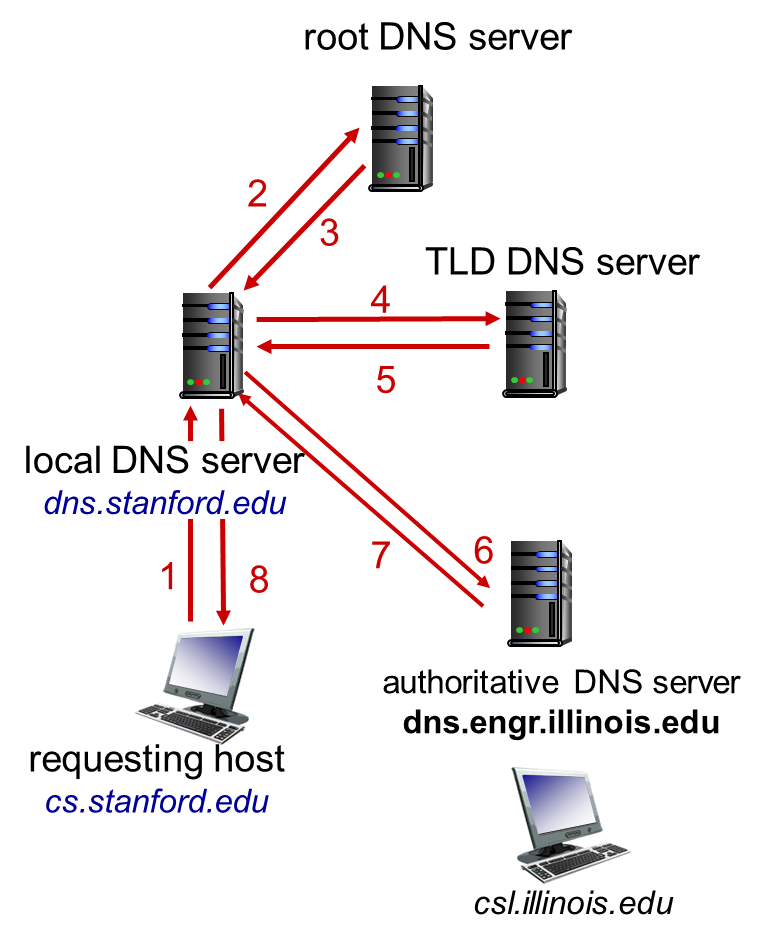 root DNS server
2
3
TLD DNS server
4
5
local DNS server
dns.stanford.edu
1
8
7
6
authoritative DNS server
dns.engr.illinois.edu
requesting host
cs.stanford.edu
csl.illinois.edu